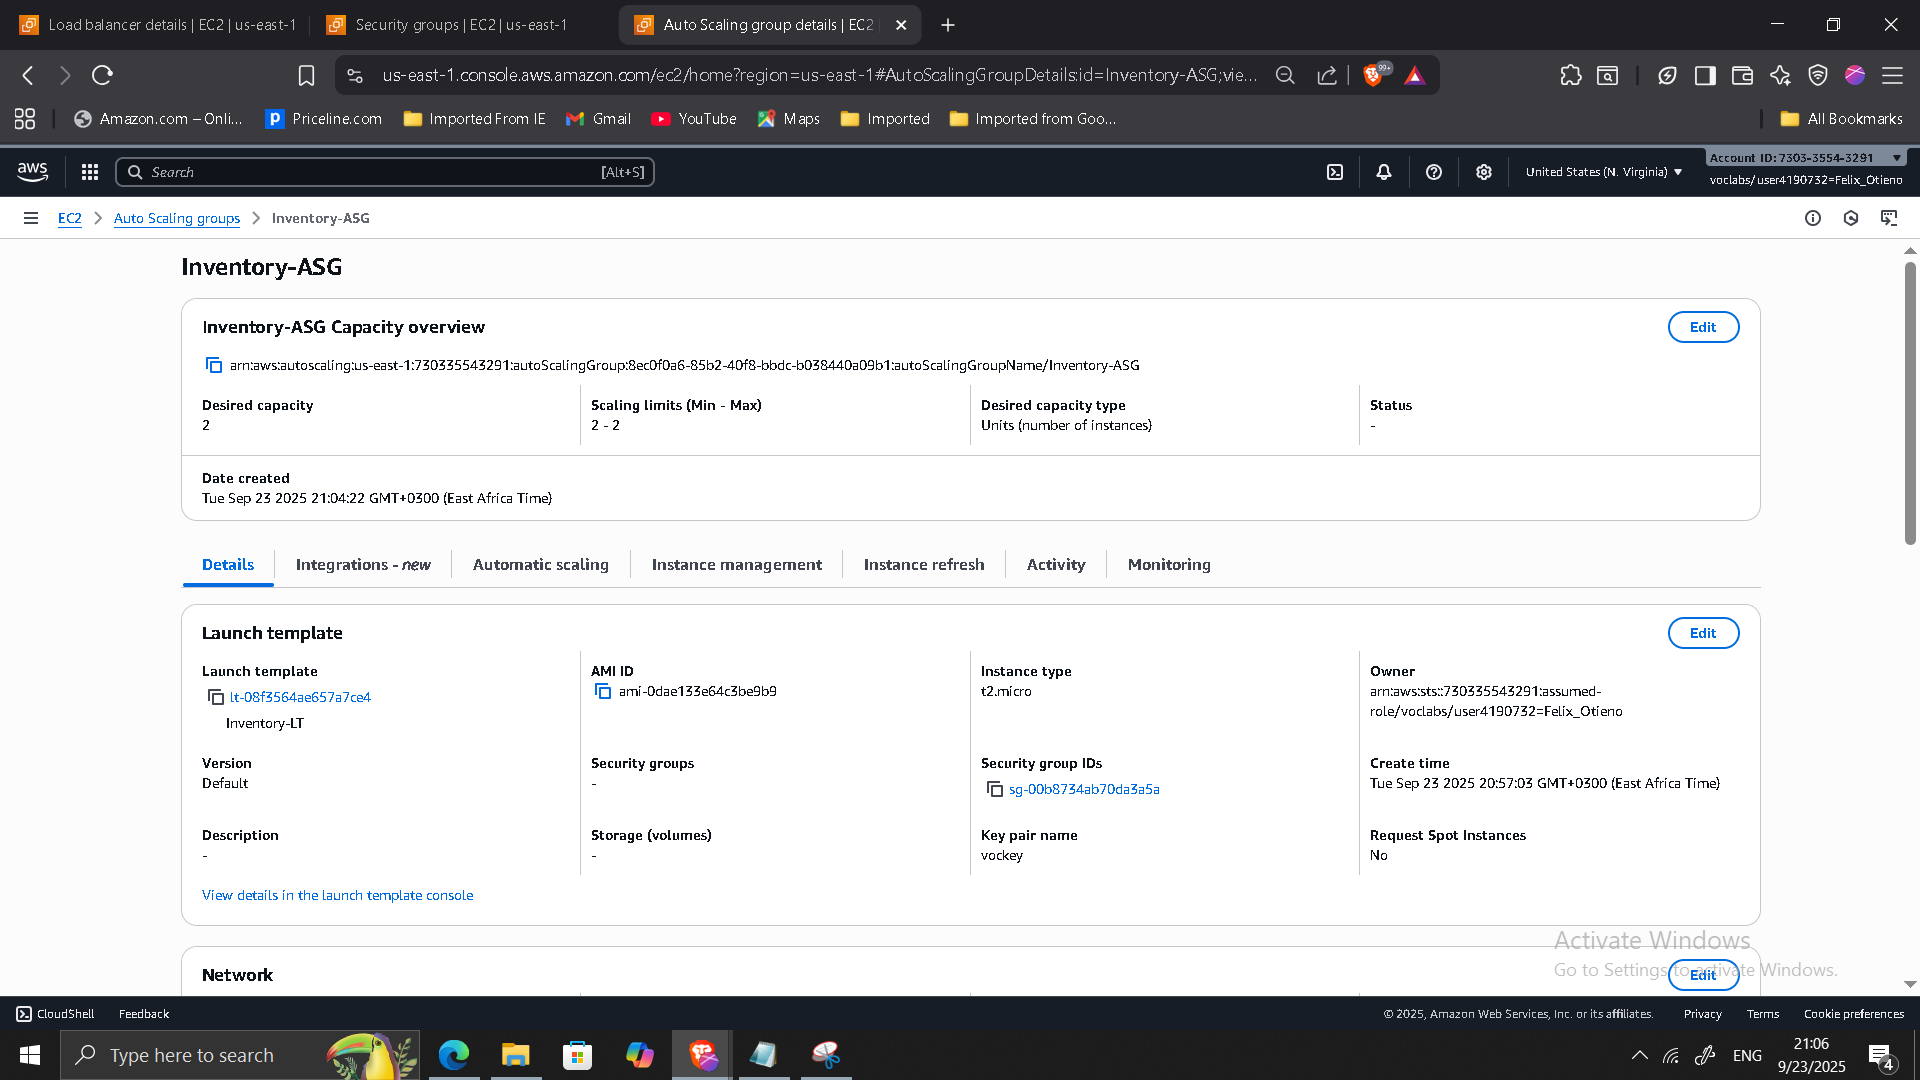 Load balancer details | EC2 | us-east-1
Security groups | EC2 | us-east-1
Auto Scaling group details | EC2
us-east-1.console.aws.amazon.com/ec2/home?region=us-east-1#AutoScalingGroupDetails:id=Inventory-ASG;vie...
99+
Amazon.com – Onli...
Priceline.com
Imported From IE
Gmail
YouTube
Maps
Imported
Imported from Goo...
All Bookmarks
aws
Search
[Alt+S]
United States (N. Virginia)
Account ID: 7303-3554-3291
voclabs/user4190732=Felix_Otieno
EC2
Auto Scaling groups
Inventory-ASG
Inventory-ASG
Inventory-ASG Capacity overview
Edit
arn:aws:autoscaling:us-east-1:730335543291:autoScalingGroup:8ec0f0a6-85b2-40f8-bbdc-b038440a09b1:autoScalingGroupName/Inventory-ASG
Desired capacity
2
Scaling limits (Min - Max)
2 - 2
Desired capacity type
Units (number of instances)
Status
-
Date created
Tue Sep 23 2025 21:04:22 GMT+0300 (East Africa Time)
Details
Integrations - new
Automatic scaling
Instance management
Instance refresh
Activity
Monitoring
Launch template
Edit
Launch template
lt-08f3564ae657a7ce4
Inventory-LT
AMI ID
ami-0dae133e64c3be9b9
Instance type
t2.micro
Owner
arn:aws:sts::730335543291:assumed-
role/voclabs/user4190732=Felix_Otieno
Version
Default
Security groups
-
Security group IDs
sg-00b8734ab70da3a5a
Create time
Tue Sep 23 2025 20:57:03 GMT+0300 (East Africa Time)
Description
-
Storage (volumes)
-
Key pair name
vockey
Request Spot Instances
No
View details in the launch template console
Network
Edit
Activate Windows
Go to Settings to activate Windows.
CloudShell
Feedback
© 2025, Amazon Web Services, Inc. or its affiliates.
Privacy
Terms
Cookie preferences
Type here to search
ENG
21:06
9/23/2025
4